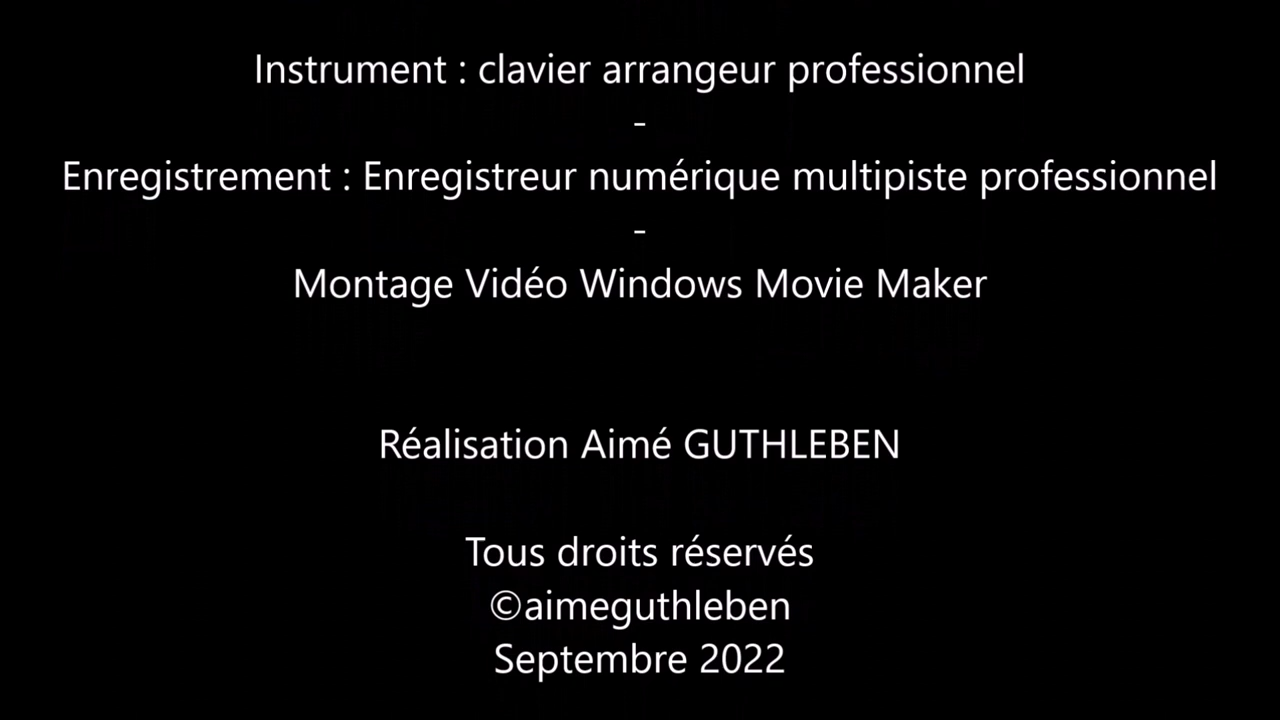 Instrument : clavier arrangeur professionnel
-
Enregistrement : Enregistreur numérique multipiste professionnel
-
Montage Vidéo Windows Movie Maker
Réalisation Aimé GUTHLEBEN
Tous droits réservés
©aimeguthleben
Septembre 2022